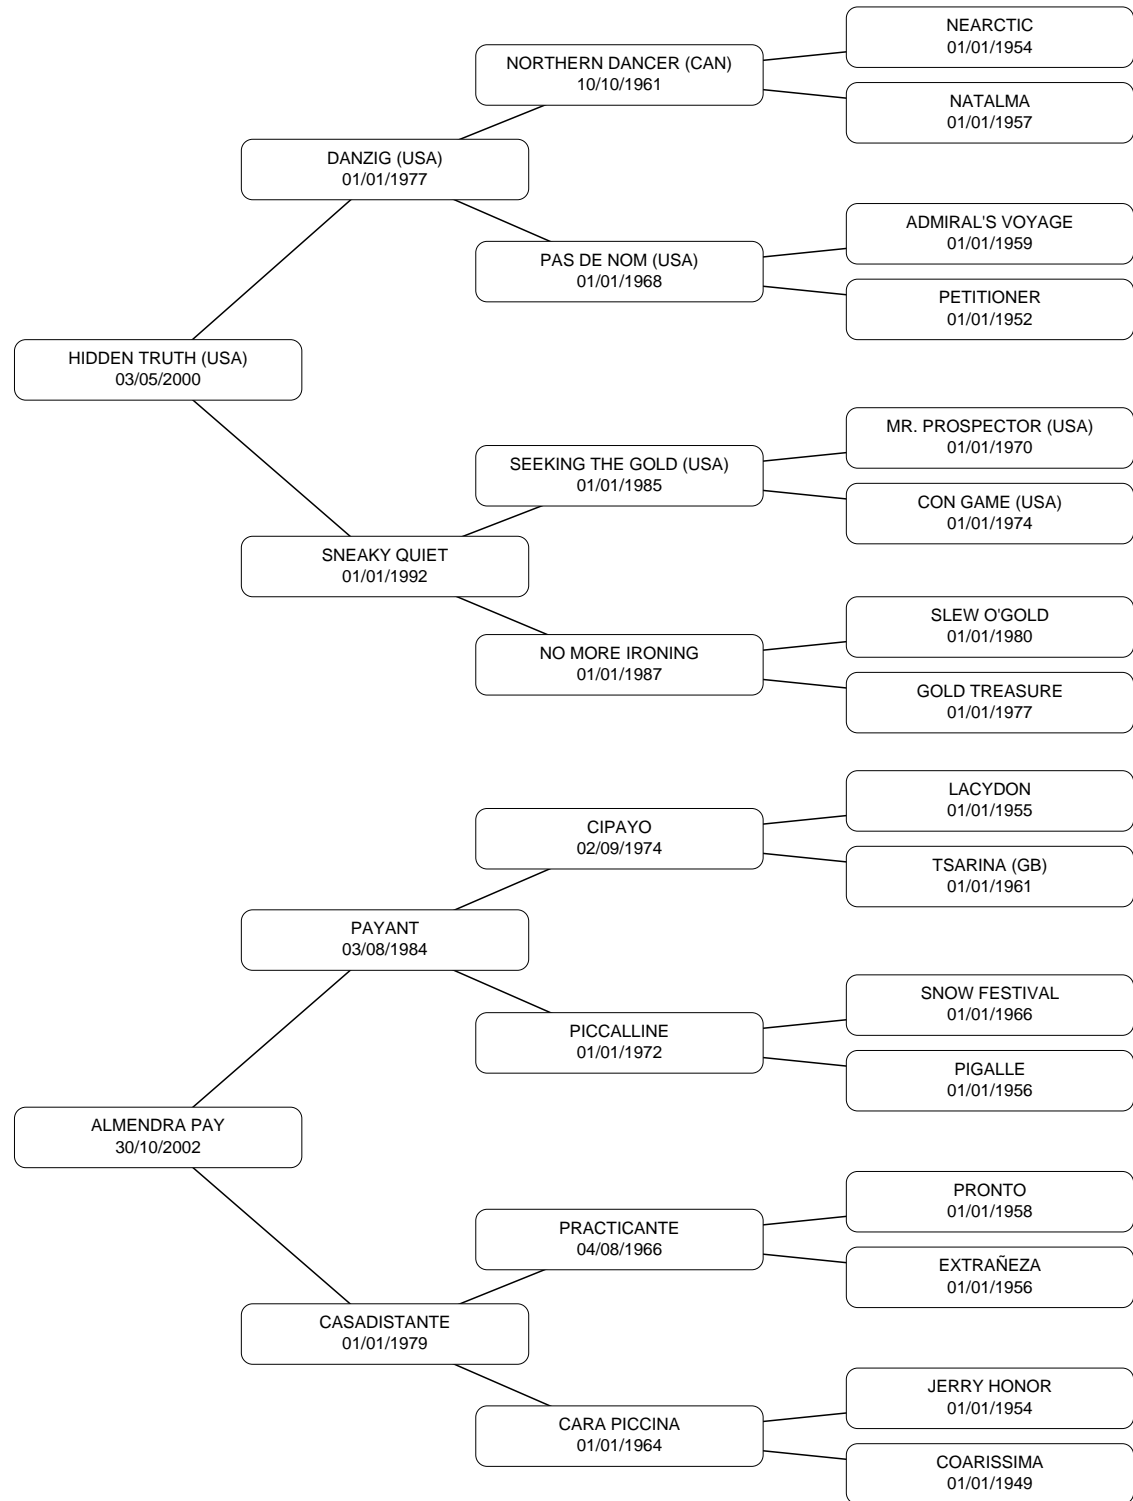 NEARCTIC
01/01/1954
NORTHERN DANCER (CAN)
10/10/1961
NATALMA
01/01/1957
DANZIG (USA)
01/01/1977
ADMIRAL'S VOYAGE
01/01/1959
PAS DE NOM (USA)
01/01/1968
PETITIONER
01/01/1952
HIDDEN TRUTH (USA)
03/05/2000
MR. PROSPECTOR (USA)
01/01/1970
SEEKING THE GOLD (USA)
01/01/1985
CON GAME (USA)
01/01/1974
SNEAKY QUIET
01/01/1992
SLEW O'GOLD
01/01/1980
NO MORE IRONING
01/01/1987
GOLD TREASURE
01/01/1977
LACYDON
01/01/1955
CIPAYO
02/09/1974
TSARINA (GB)
01/01/1961
PAYANT
03/08/1984
SNOW FESTIVAL
01/01/1966
PICCALLINE
01/01/1972
PIGALLE
01/01/1956
ALMENDRA PAY
30/10/2002
PRONTO
01/01/1958
PRACTICANTE
04/08/1966
EXTRAÑEZA
01/01/1956
CASADISTANTE
01/01/1979
JERRY HONOR
01/01/1954
CARA PICCINA
01/01/1964
COARISSIMA
01/01/1949